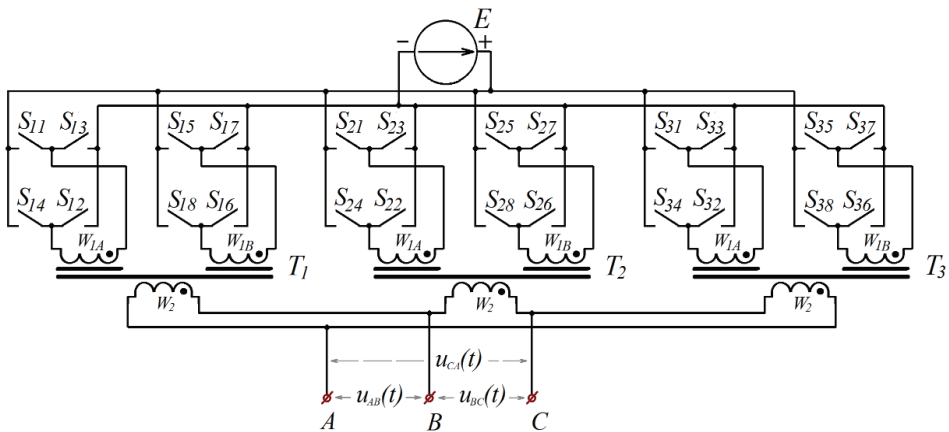 E
− +
S11 S13 S15 S17 S21 S23 S25 S27 S31 S33 S35 S37
S14 S12 S18 S16 S24 S22 S28 S26 S34 S32 S38 S36
W1A W1B W1A W1B W1A W1B
T1 T2 T3
W2 W2 W2
uCA(t)
uAB(t) uBC(t)
A B C